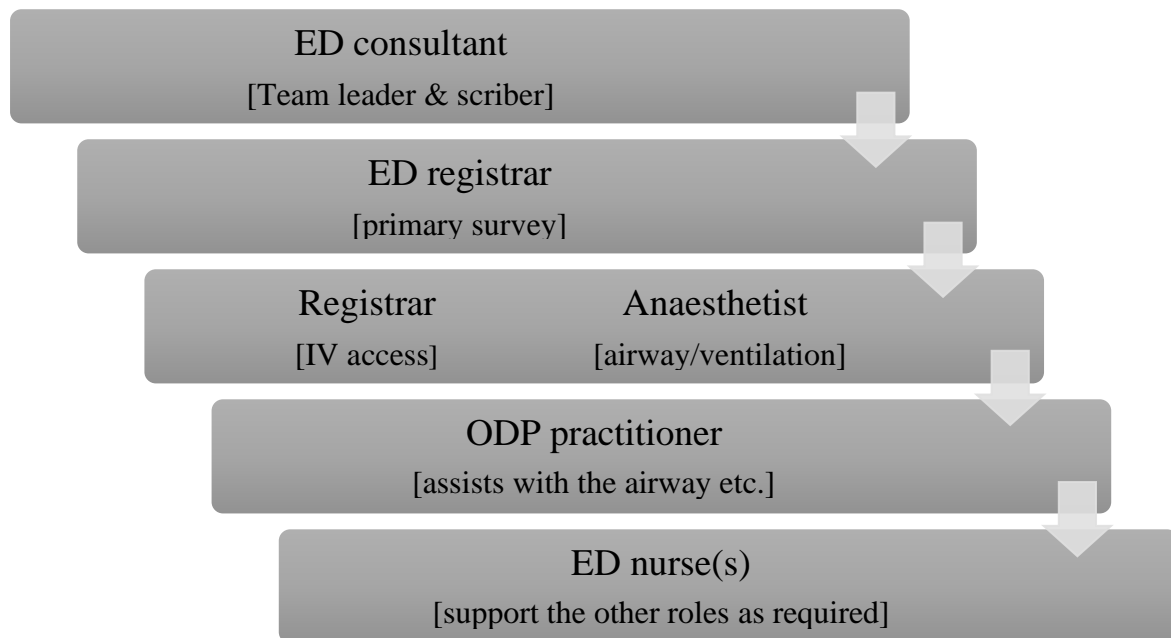 ED consultant
[Team leader & scriber]
ED registrar
[primary survey]
Registrar Anaesthetist
[IV access] [airway/ventilation]
ODP practitioner
[assists with the airway etc.]
ED nurse(s)
[support the other roles as required]